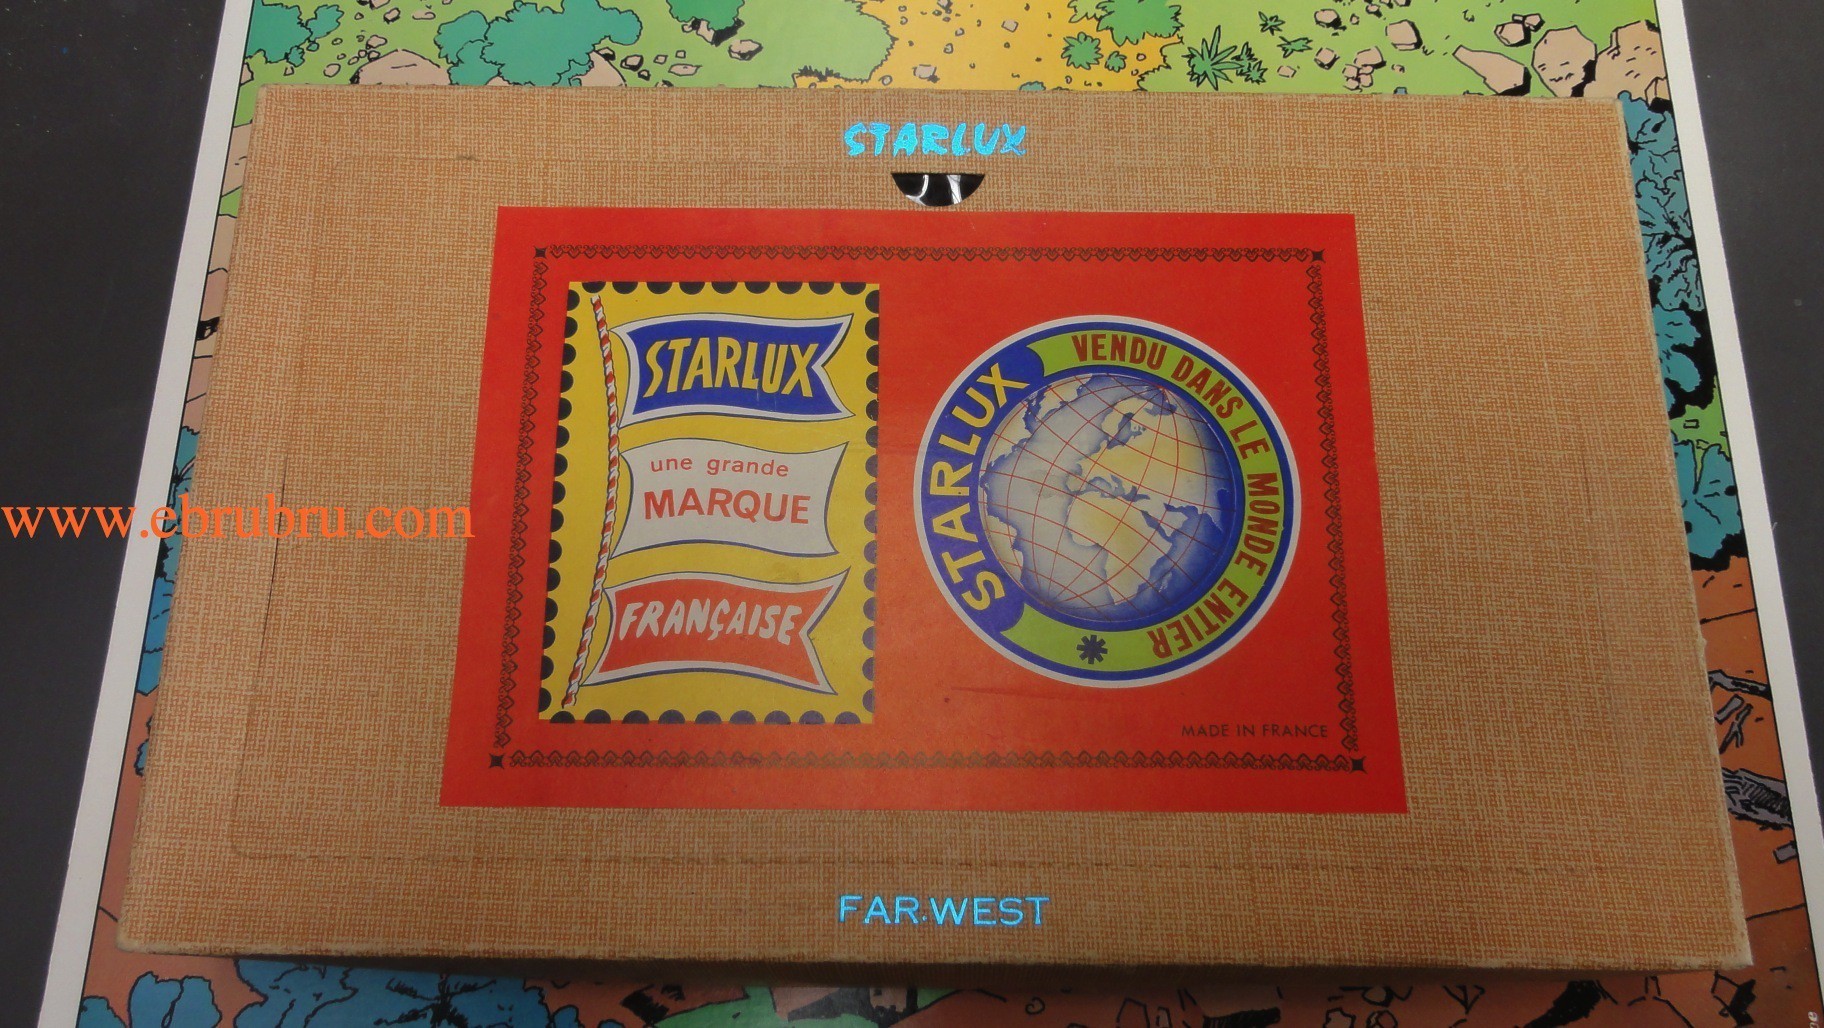 STARLUX
STARLUX
une grande
MARQUE
FRANÇAISE
STARLUX
VENDU DANS LE MONDE ENTIER *
MADE IN FRANCE
www.ebrubru.com
FAR.WEST